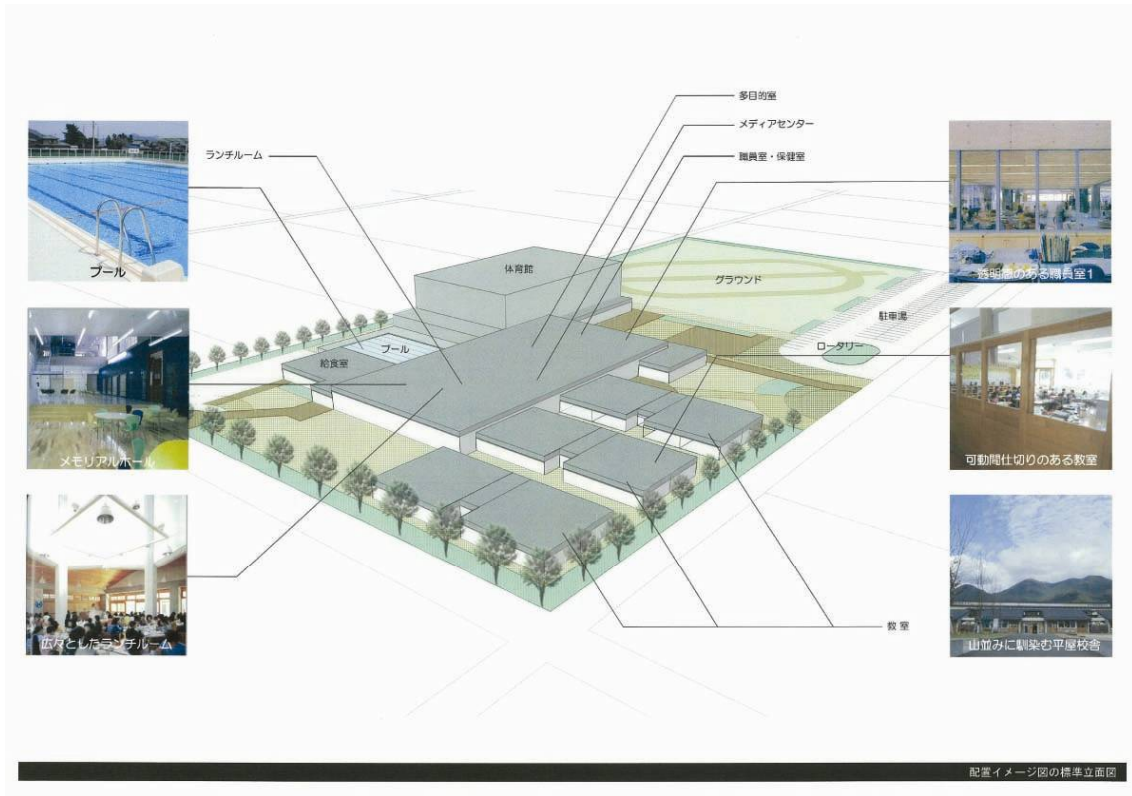 多目的室
メディアセンター
職員室・保健室
ランチルーム
プール
透明感のある職員室1
体育館
グラウンド
駐車場
ロータリー
プール
給食室
メモリアルホール
可動間仕切りのある教室
広々としたランチルーム
山並みに馴染む平屋校舎
教室
配置イメージ図の標準立面図